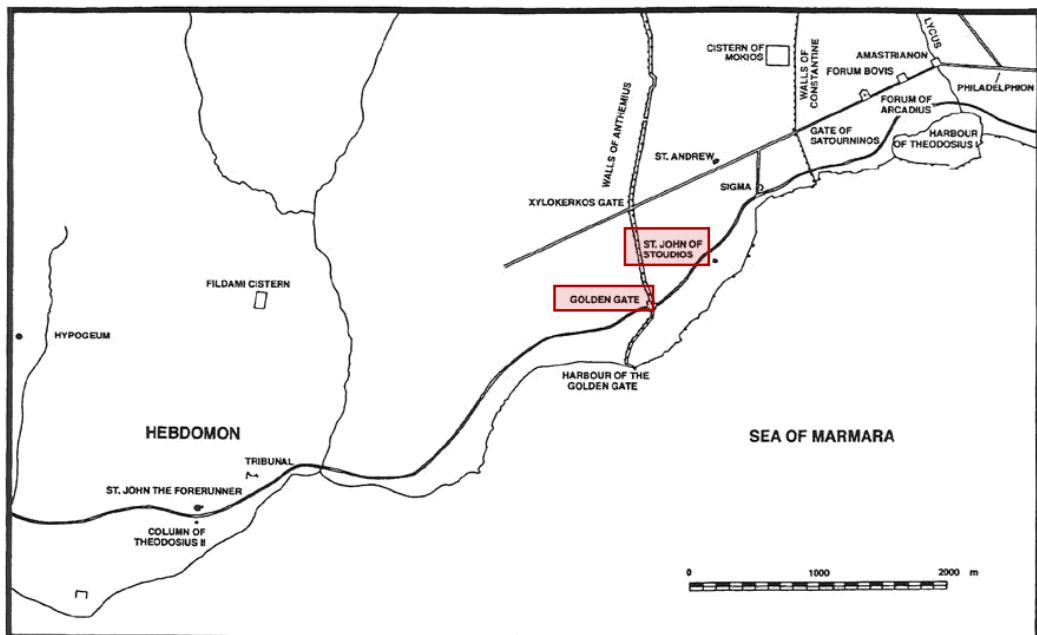 LYCUS
CISTERN OF
MOKIOS
AMASTRIANON
WALLS OF
CONSTANTINE
FORUM BOVIS
PHILADELPHION
WALLS OF ANTHEMIUS
FORUM OF
ARCADIUS
GATE OF
SATOURNINOS
HARBOUR
OF THEODOSIUS I
ST. ANDREW
SIGMA
XYLOKERKOS GATE
ST. JOHN OF
STOUDIOS
FILDAMI CISTERN
GOLDEN GATE
HYPOGEUM
HARBOUR OF THE
GOLDEN GATE
HEBDOMON
SEA OF MARMARA
TRIBUNAL
ST. JOHN THE FORERUNNER
COLUMN OF
THEODOSIUS II
0 1000 2000 m